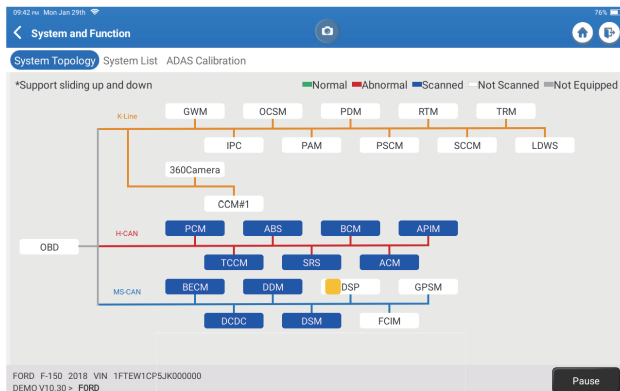 09:42 PM Mon Jan 29th 76%
System and Function
System Topology System List ADAS Calibration
*Support sliding up and down Normal Abnormal Scanned Not Scanned Not Equipped
K-Line GWM OCSM PDM RTM TRM
IPC PAM PSCM SCCM LDWS
360Camera
CCM#1
H-CAN PCM ABS BCM APIM
OBD
TCCM SRS ACM
MS-CAN BECM DDM DSP GPSM
DCDC DSM FCIM
FORD F-150 2018 VIN 1FTEW1CP5JK000000
DEMO V10.30 > FORD
Pause